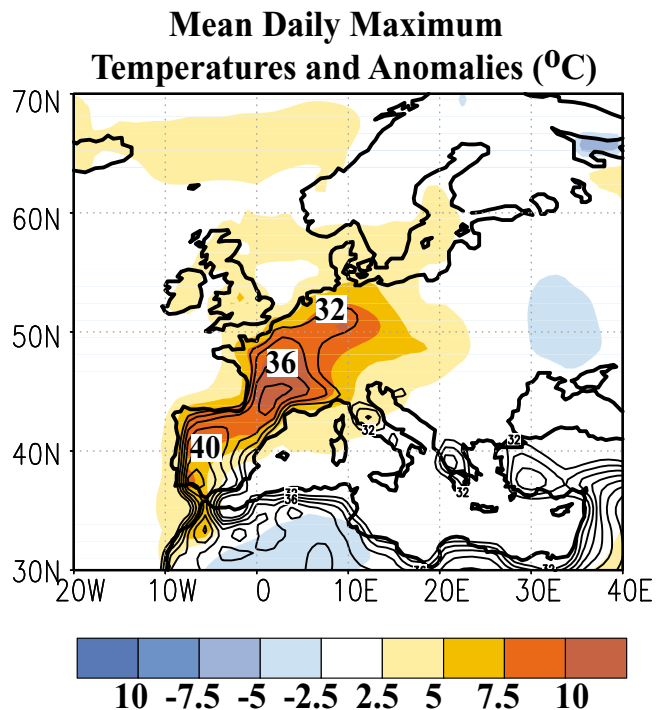 Mean Daily Maximum
Temperatures and Anomalies (°C)
70N
60N
50N
40N
30N
20W 10W 0 10E 20E 30E 40E
32
36
40
32
32
32
32
36
32
10 -7.5 -5 -2.5 2.5 5 7.5 10